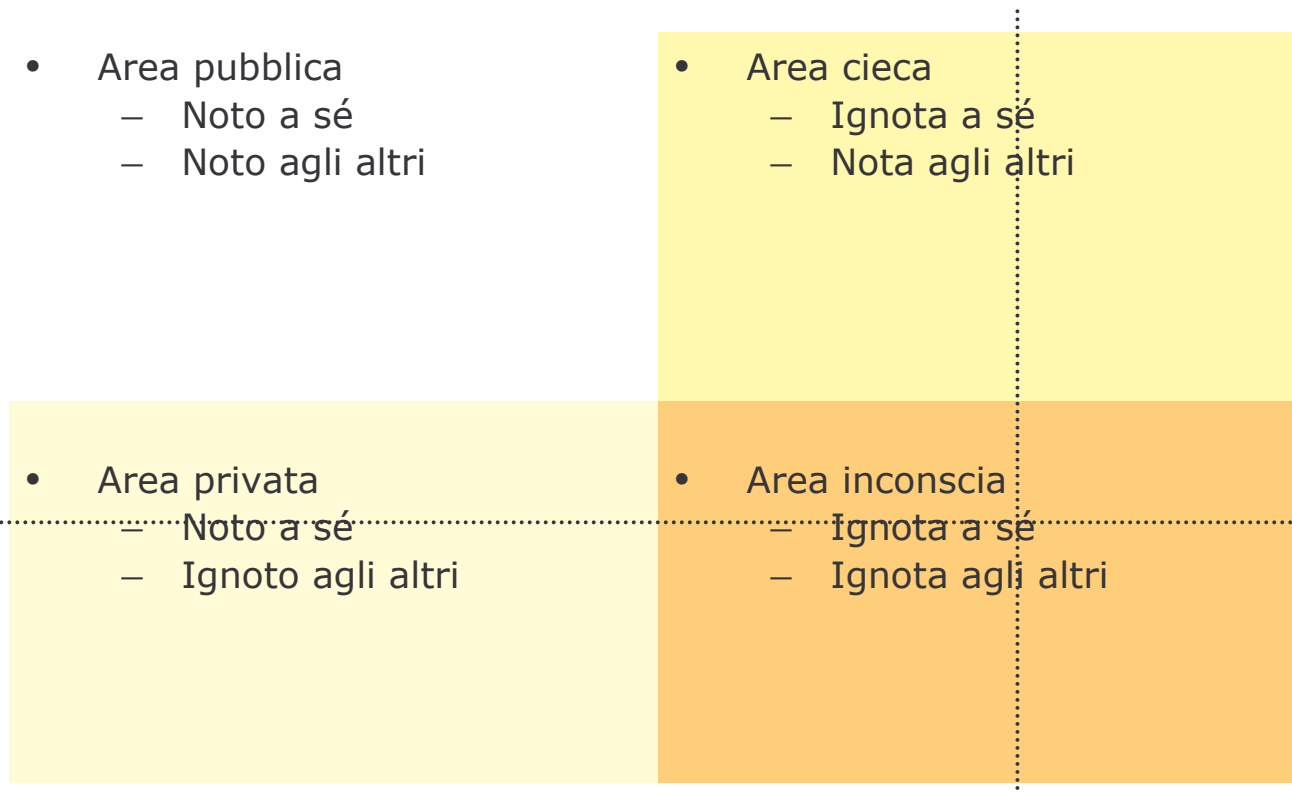 • Area pubblica
– Noto a sé
– Noto agli altri
• Area cieca
– Ignota a sé
– Nota agli altri
• Area privata
– Noto a sé
– Ignoto agli altri
• Area inconscia
– Ignota a sé
– Ignota agli altri